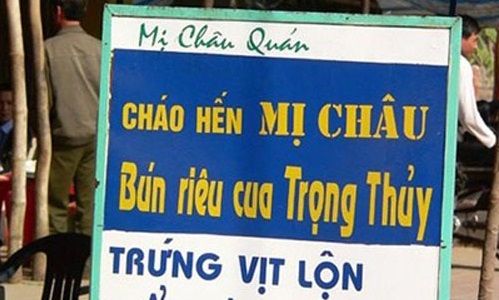 Mị Châu Quán
CHÁO HẾN MỊ CHÂU
Bún riêu cua Trọng Thủy
TRỨNG VỊT LỘN